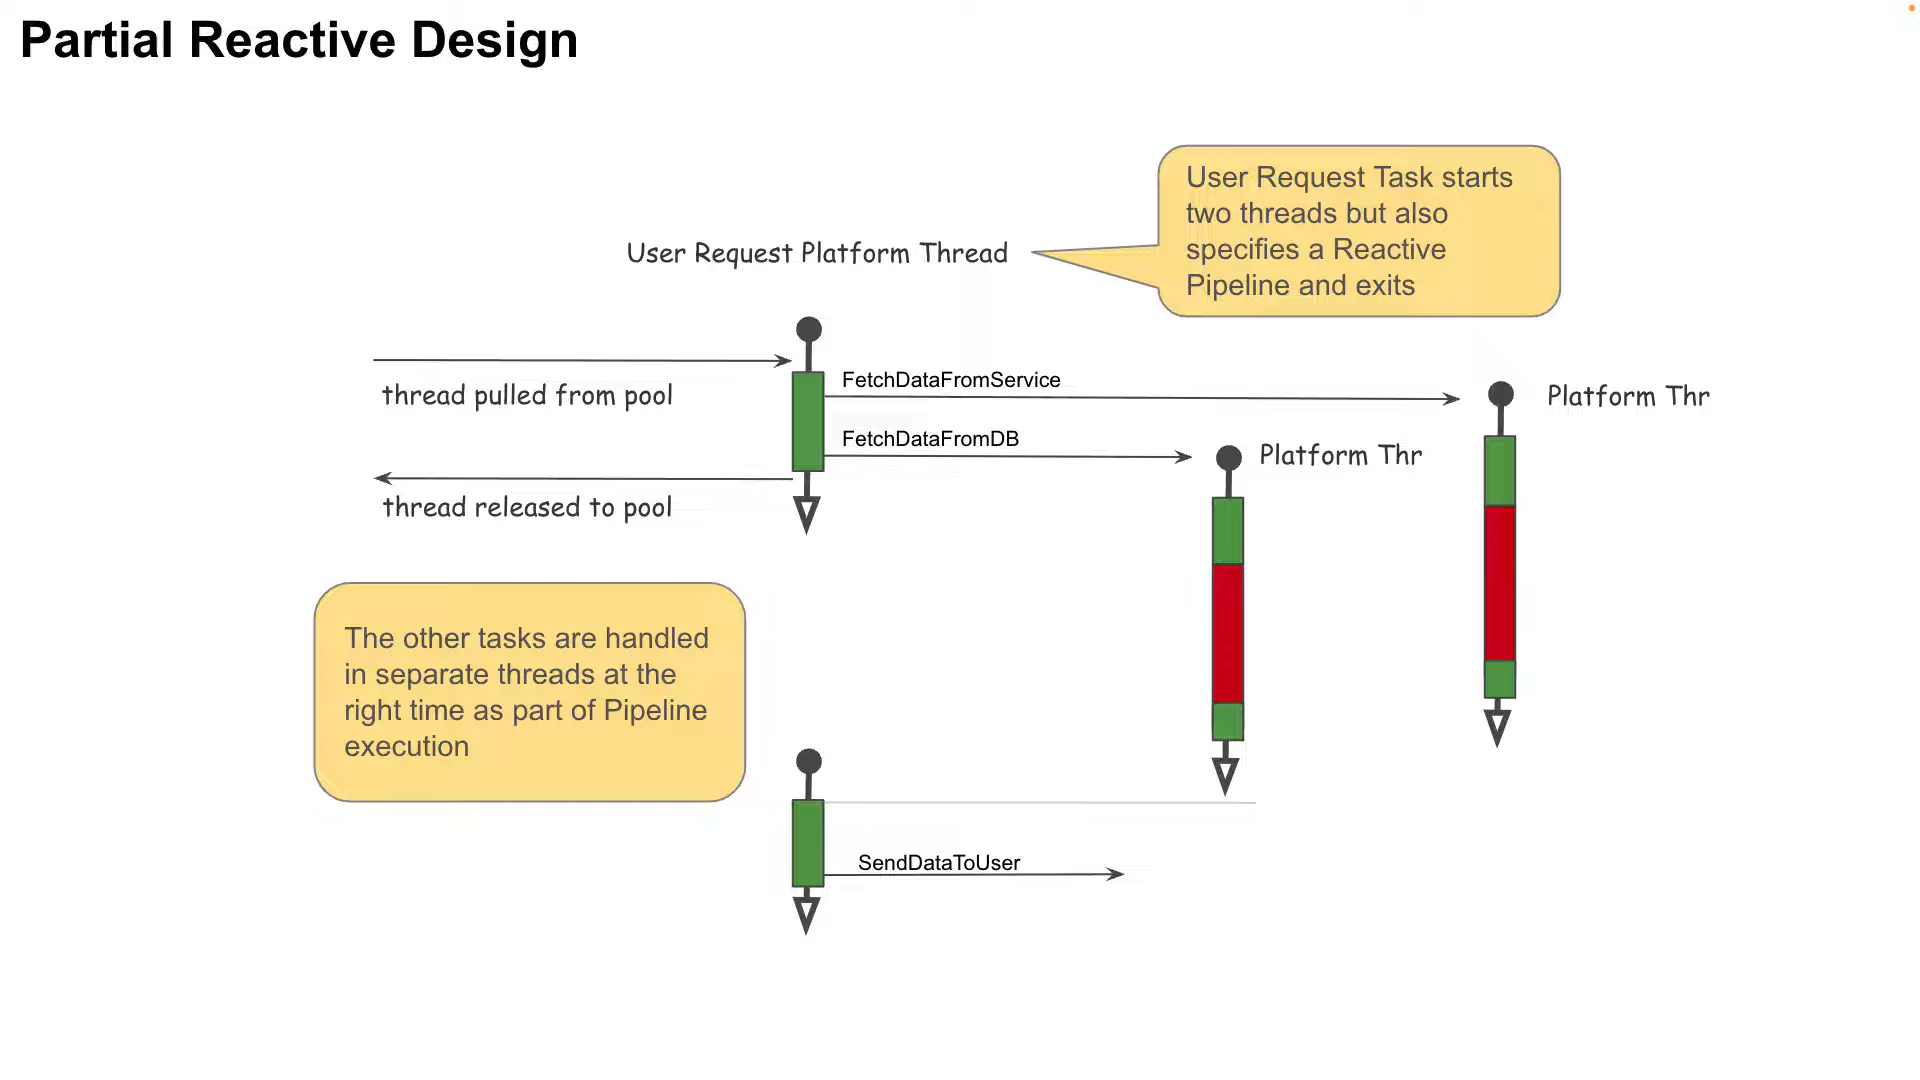 Partial Reactive Design
User Request Task starts
two threads but also
specifies a Reactive
Pipeline and exits
User Request Platform Thread
FetchDataFromService
thread pulled from pool
Platform Thr
FetchDataFromDB
Platform Thr
thread released to pool
The other tasks are handled
in separate threads at the
right time as part of Pipeline
execution
SendDataToUser